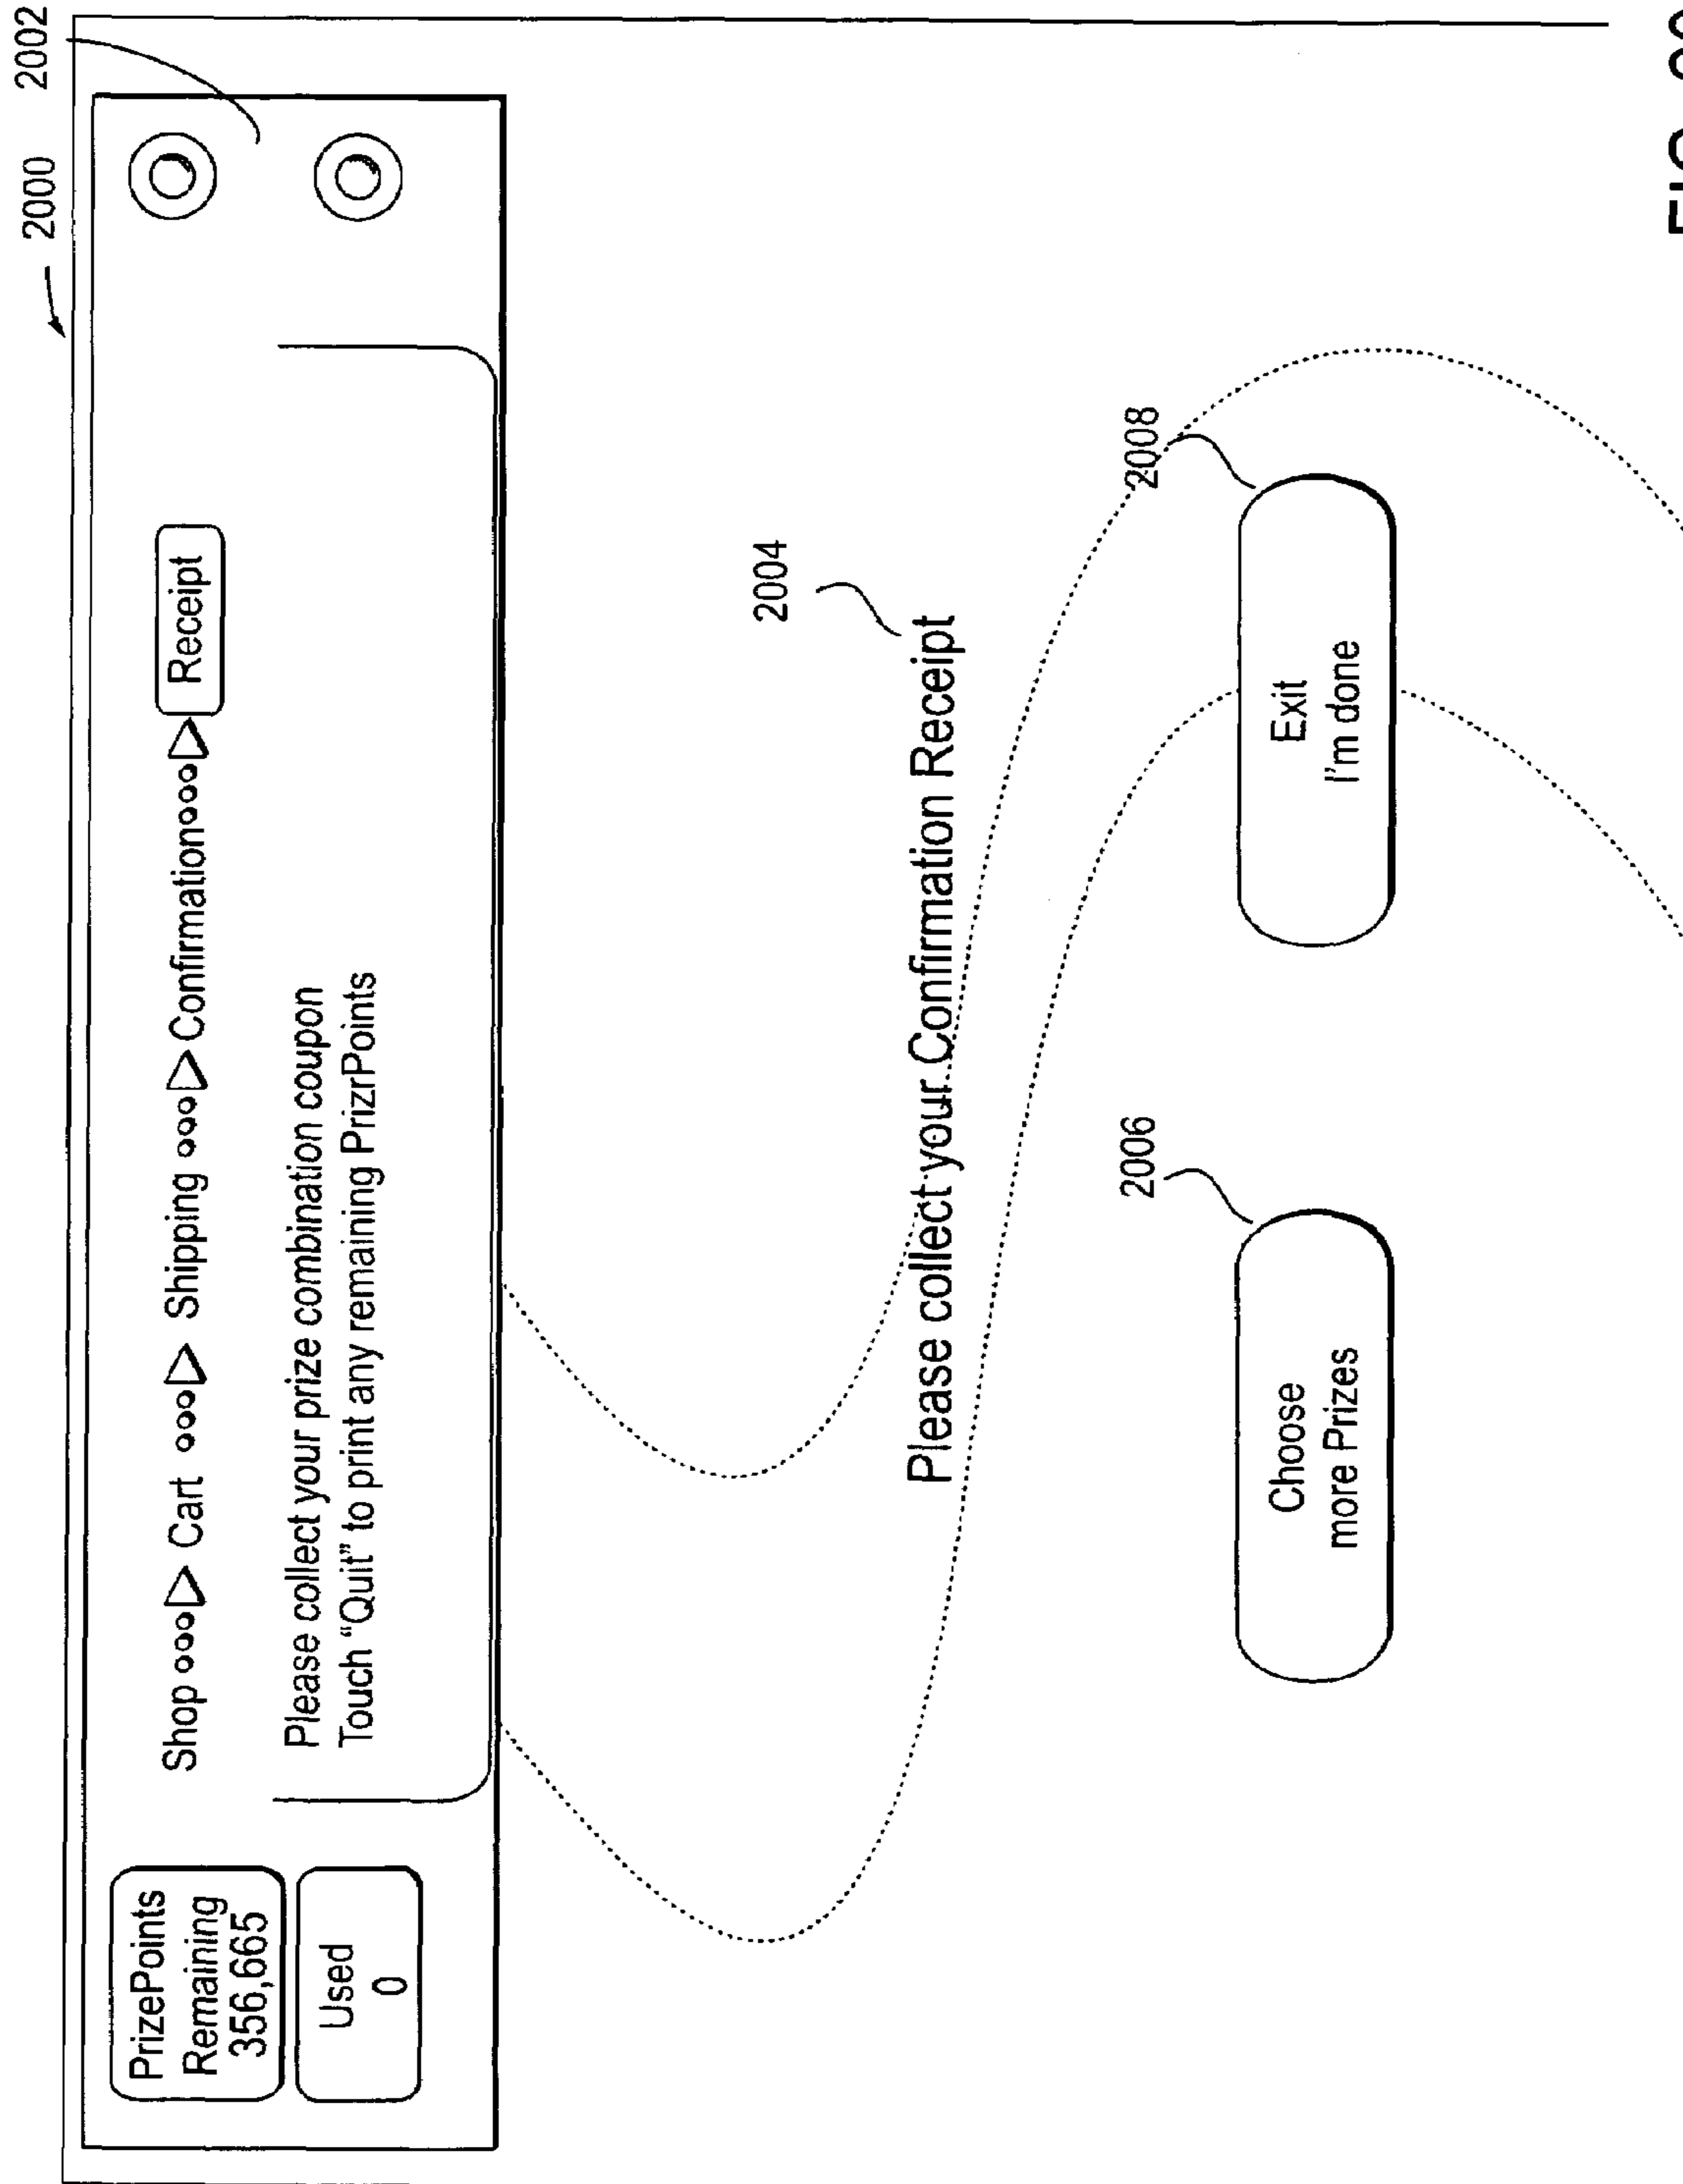 2000
2002
PrizePoints
Remaining
356,665
Used
0
Shop Cart Shipping Confirmation Receipt
Please collect your prize combination coupon
Touch "Quit" to print any remaining PrizrPoints
2004
Please collect your Confirmation Receipt
2006
2008
Choose
more Prizes
Exit
I'm done